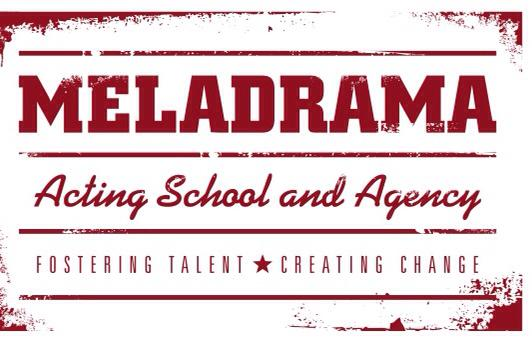 MELADRAMA
Acting School and Agency
FOSTERING TALENT ★ CREATING CHANGE